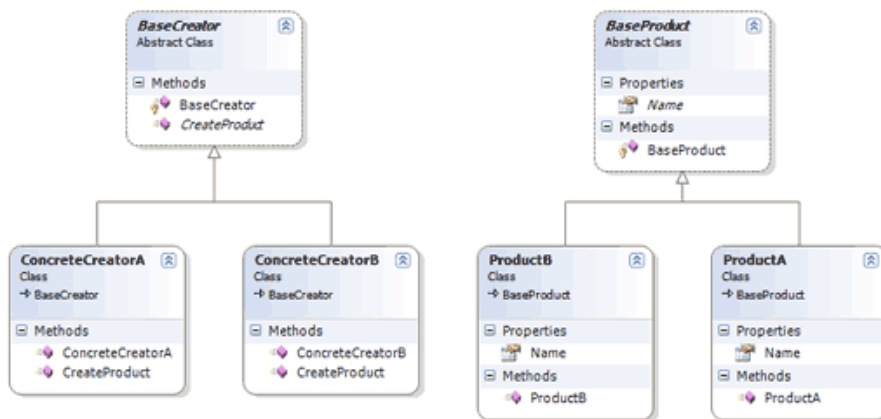 BaseCreator
Abstract Class
Methods
BaseCreator
CreateProduct
BaseProduct
Abstract Class
Properties
Name
Methods
BaseProduct
ConcreteCreatorA
Class
BaseCreator
Methods
ConcreteCreatorA
CreateProduct
ConcreteCreatorB
Class
BaseCreator
Methods
ConcreteCreatorB
CreateProduct
ProductB
Class
BaseProduct
Properties
Name
Methods
ProductB
ProductA
Class
BaseProduct
Properties
Name
Methods
ProductA